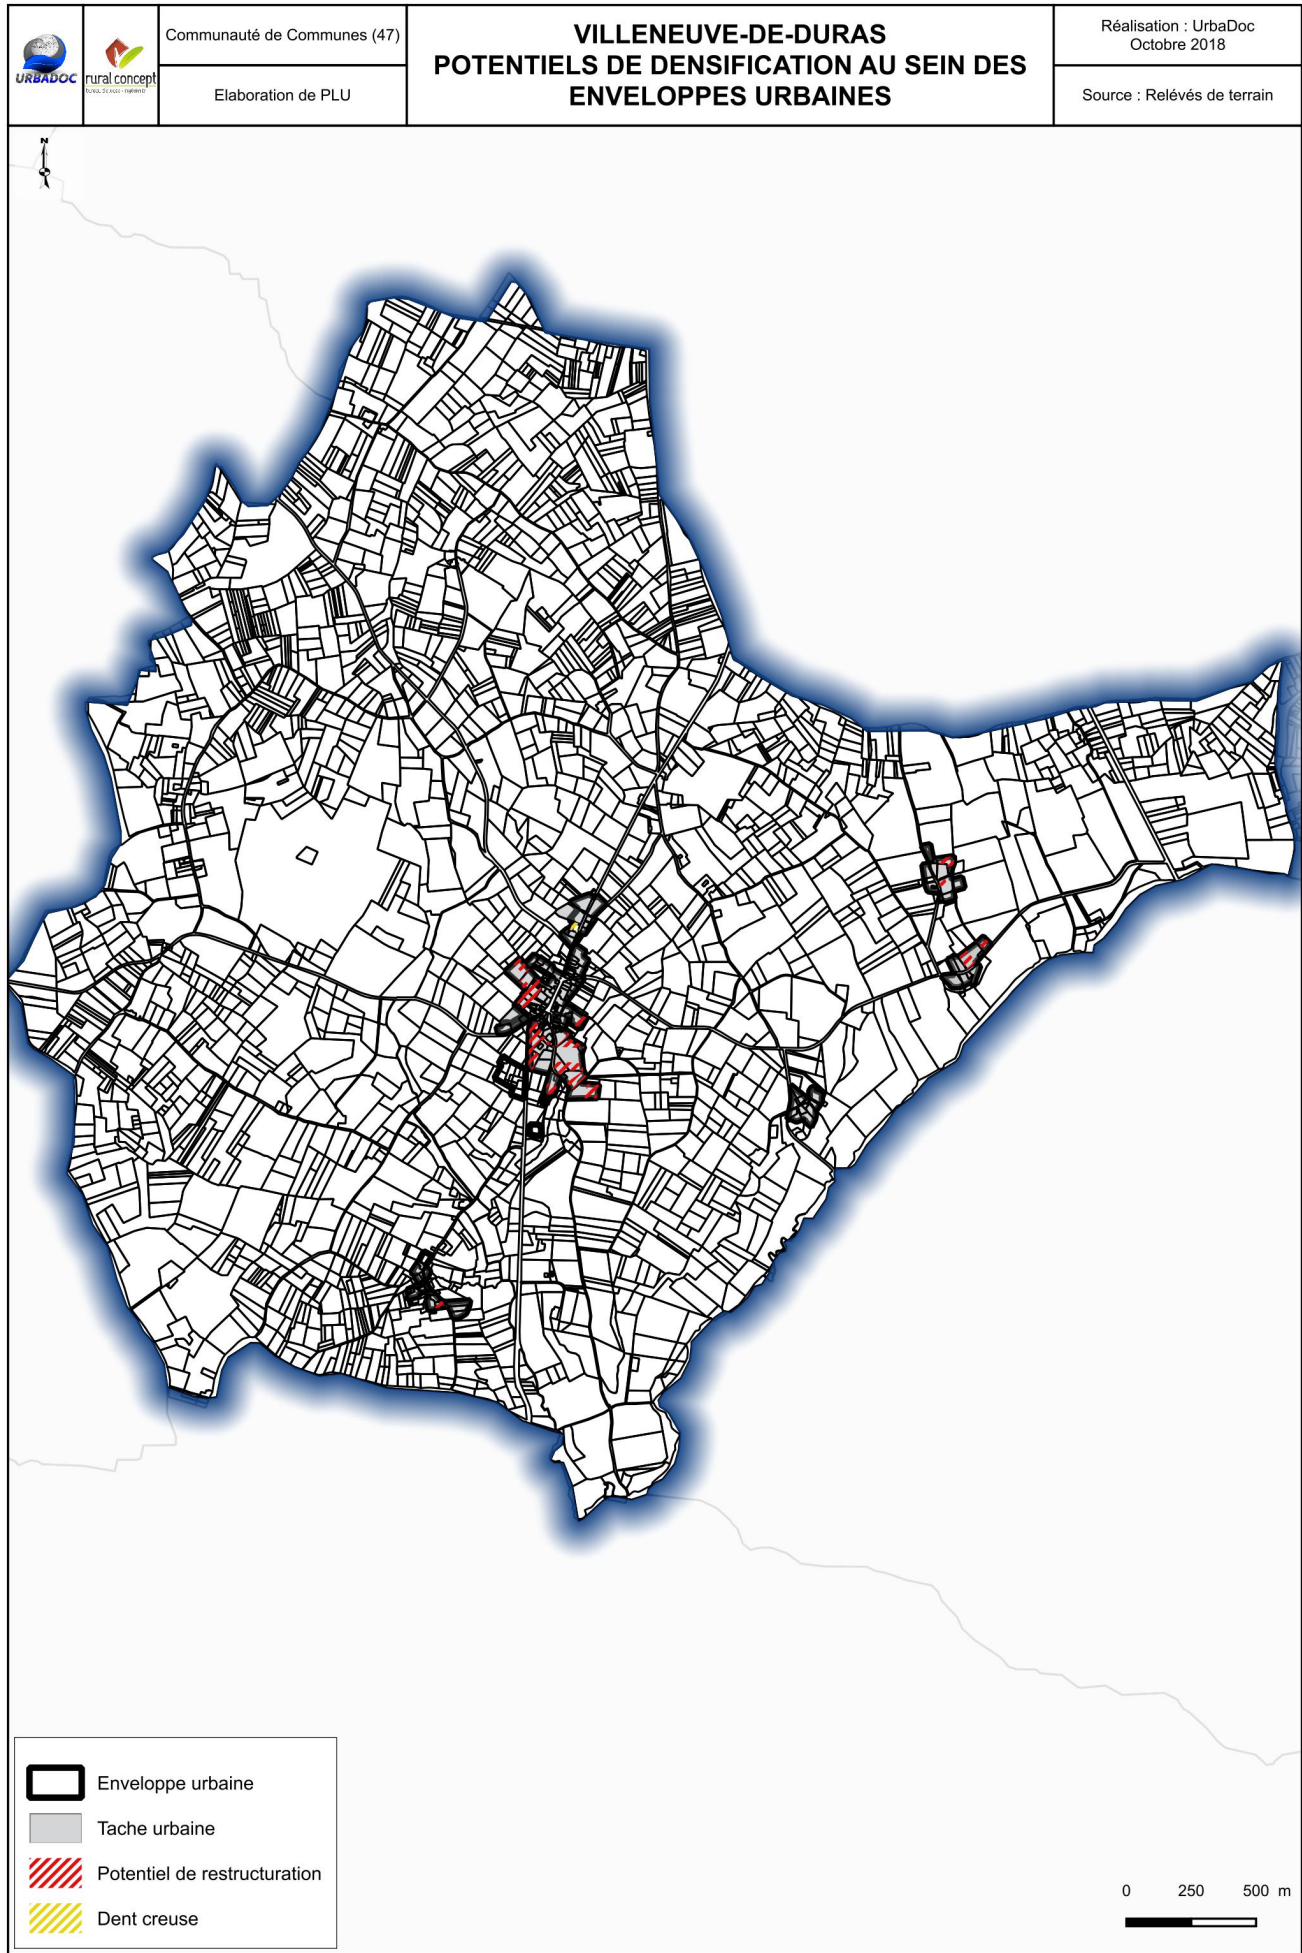 URBADOC
rural concept
Communauté de Communes (47)
Elaboration de PLU
VILLENEUVE-DE-DURAS
POTENTIELS DE DENSIFICATION AU SEIN DES
ENVELOPPES URBAINES
Réalisation : UrbaDoc
Octobre 2018
Source : Rélévés de terrain
N
Enveloppe urbaine
Tache urbaine
Potentiel de restructuration
Dent creuse
0 250 500 m